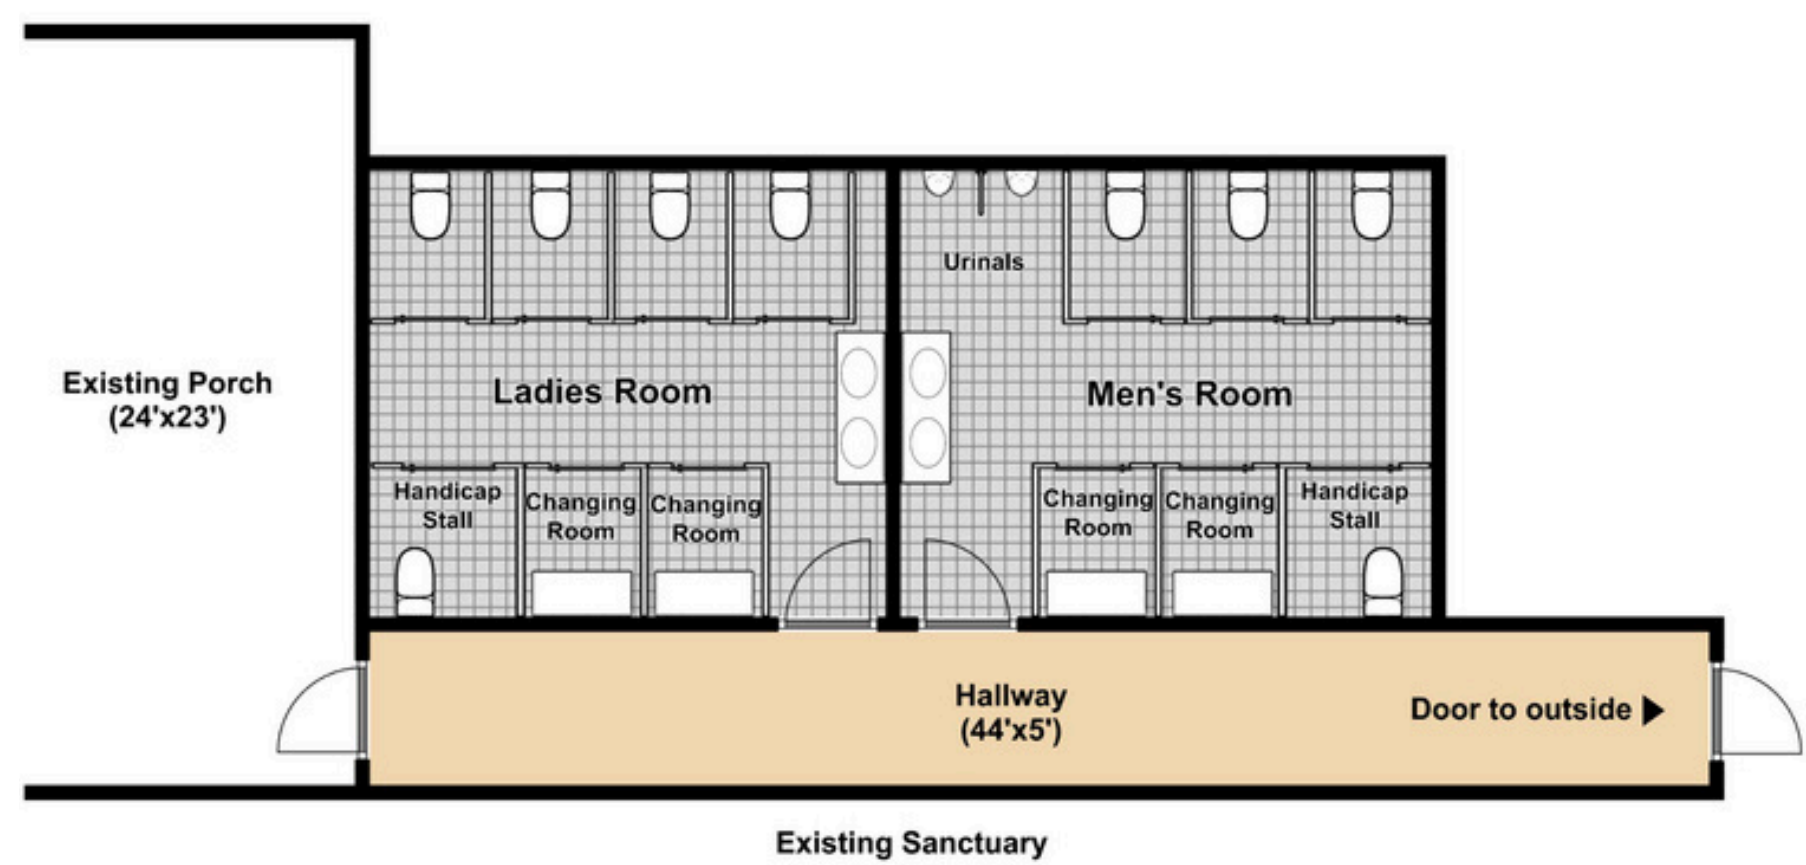 Urinals
Existing Porch
(24'x23')
Ladies Room
Men's Room
Handicap
Stall
Changing
Room
Changing
Room
Changing
Room
Changing
Room
Handicap
Stall
Hallway
(44'x5')
Door to outside
Existing Sanctuary